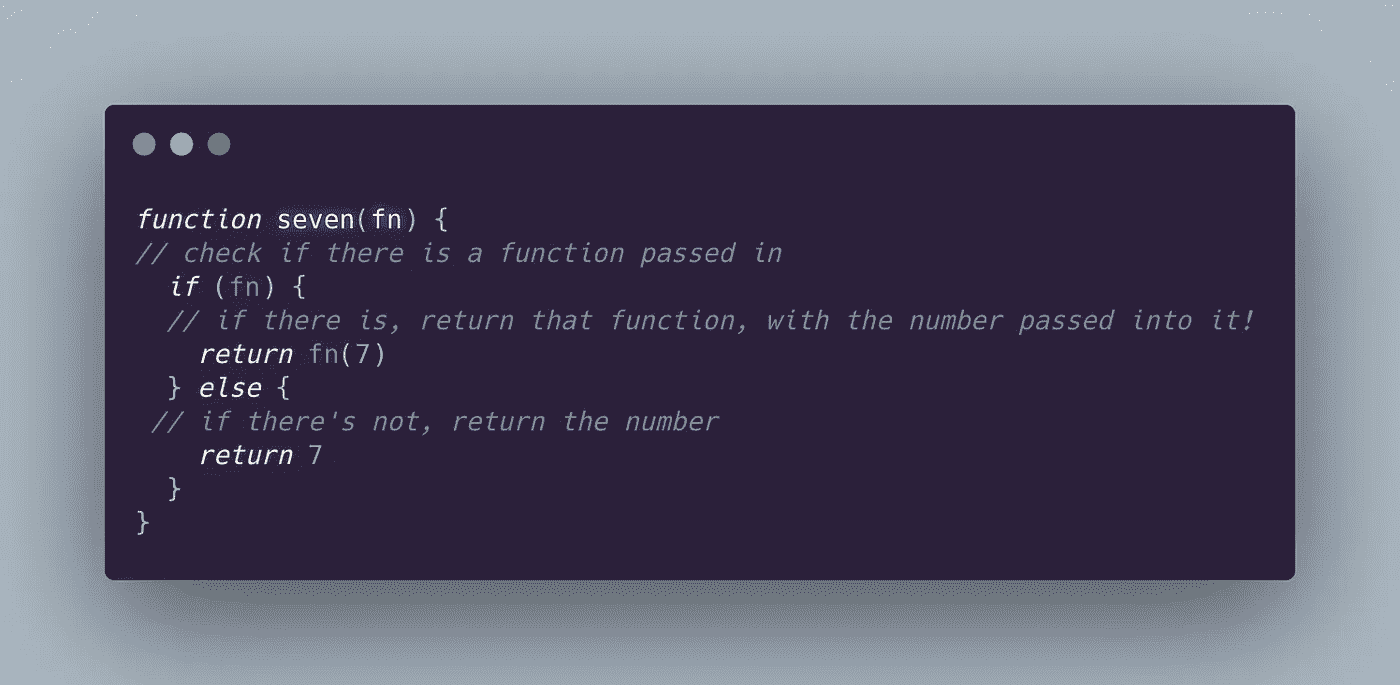 function seven(fn) {
// check if there is a function passed in
if (fn) {
// if there is, return that function, with the number passed into it!
return fn(7)
} else {
// if there's not, return the number
return 7
}
}